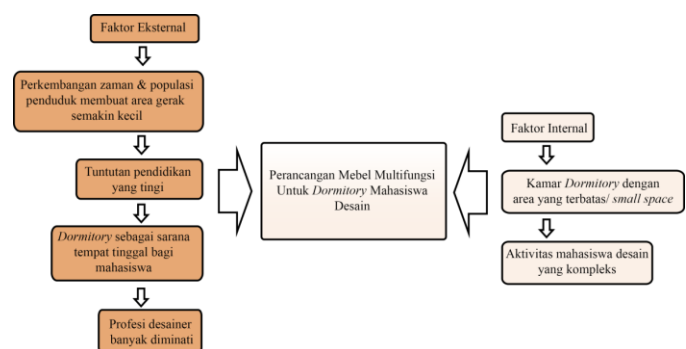 Faktor Eksternal
Perkembangan zaman & populasi
penduduk membuat area gerak
semakin kecil
Tuntutan pendidikan
yang tingi
Dormitory sebagai sarana
tempat tinggal bagi
mahasiswa
Profesi desainer
banyak diminati
Perancangan Mebel Multifungsi
Untuk Dormitory Mahasiswa
Desain
Faktor Internal
Kamar Dormitory dengan
area yang terbatas/ small space
Aktivitas mahasiswa desain
yang kompleks